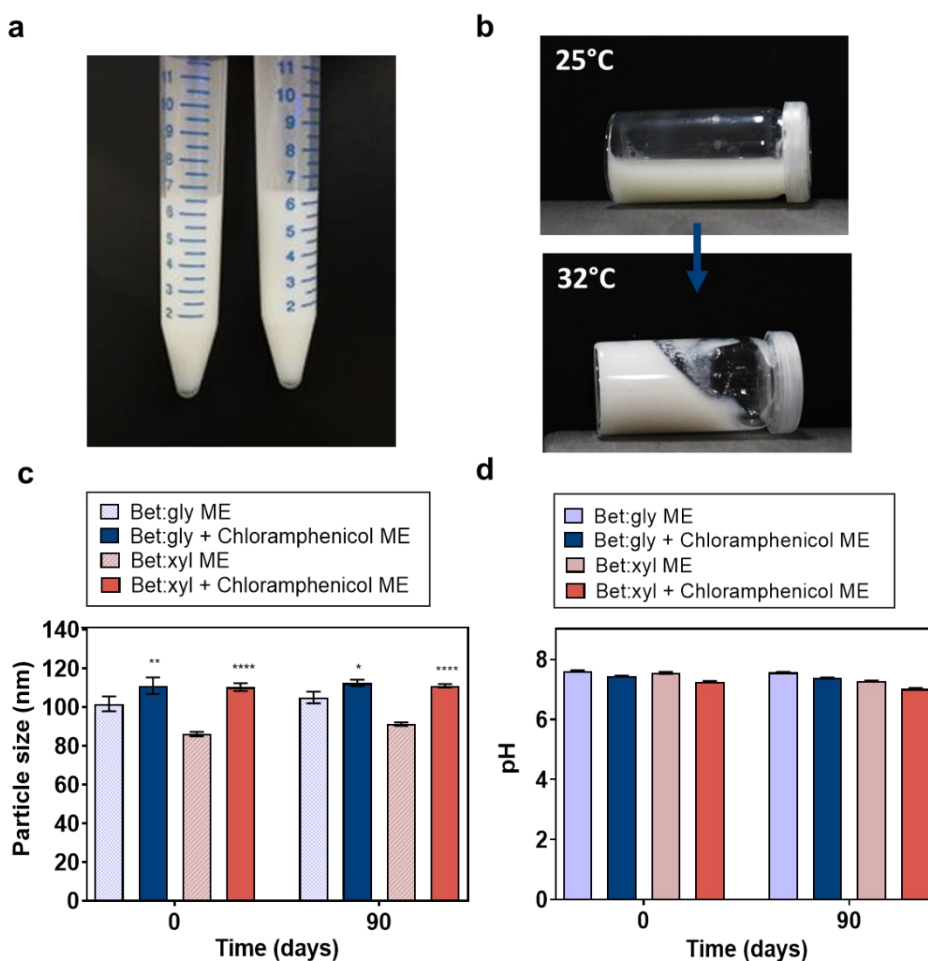 a
11
10
9
8
7
6
5
4
3
2
11
10
9
8
7
6
5
4
3
2
b
25°C
32°C
c
Bet:gly ME
Bet:gly + Chloramphenicol ME
Bet:xyl ME
Bet:xyl + Chloramphenicol ME
Particle size (nm)
140
120
100
80
60
40
20
0
**
****
*
****
0
90
Time (days)
d
Bet:gly ME
Bet:gly + Chloramphenicol ME
Bet:xyl ME
Bet:xyl + Chloramphenicol ME
pH
8
6
4
2
0
0
90
Time (days)